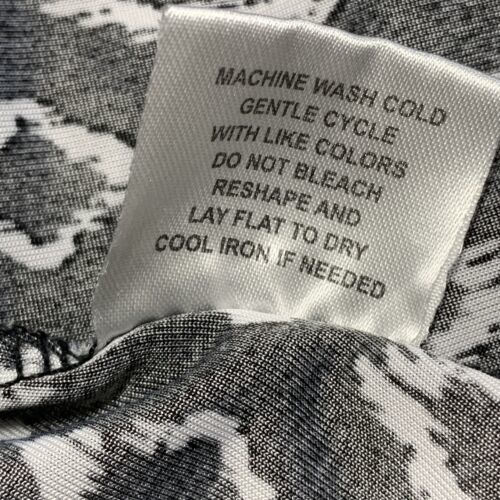 MACHINE WASH COLD
GENTLE CYCLE
WITH LIKE COLORS
DO NOT BLEACH
RESHAPE AND
LAY FLAT TO DRY
COOL IRON IF NEEDED